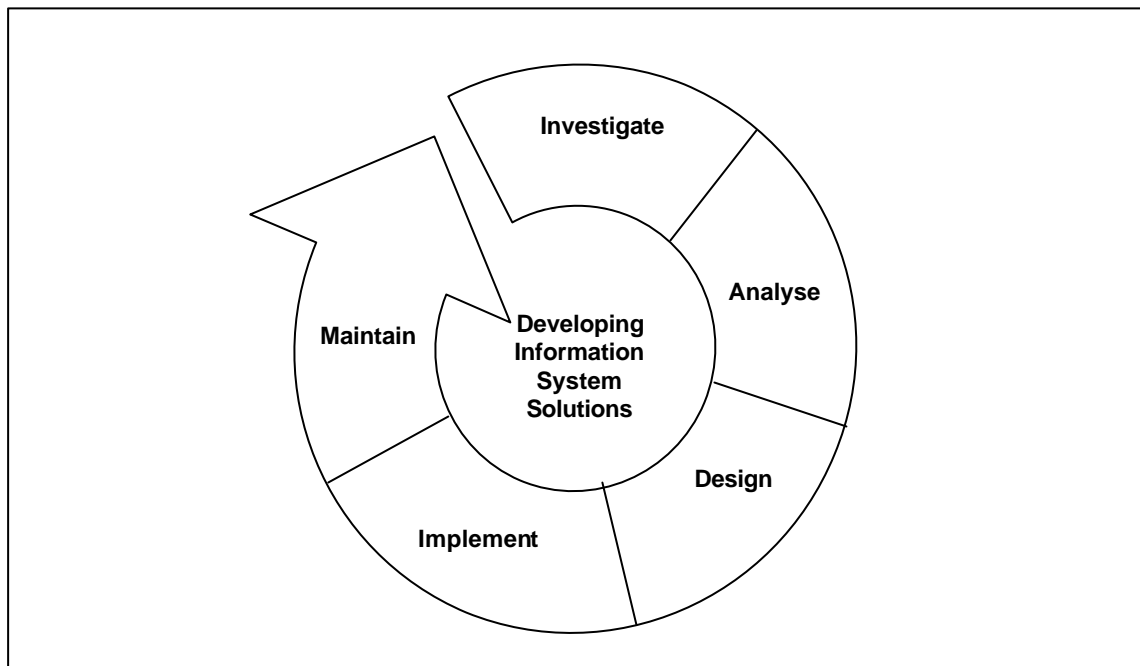 Investigate
Analyse
Design
Implement
Maintain
Developing
Information
System
Solutions